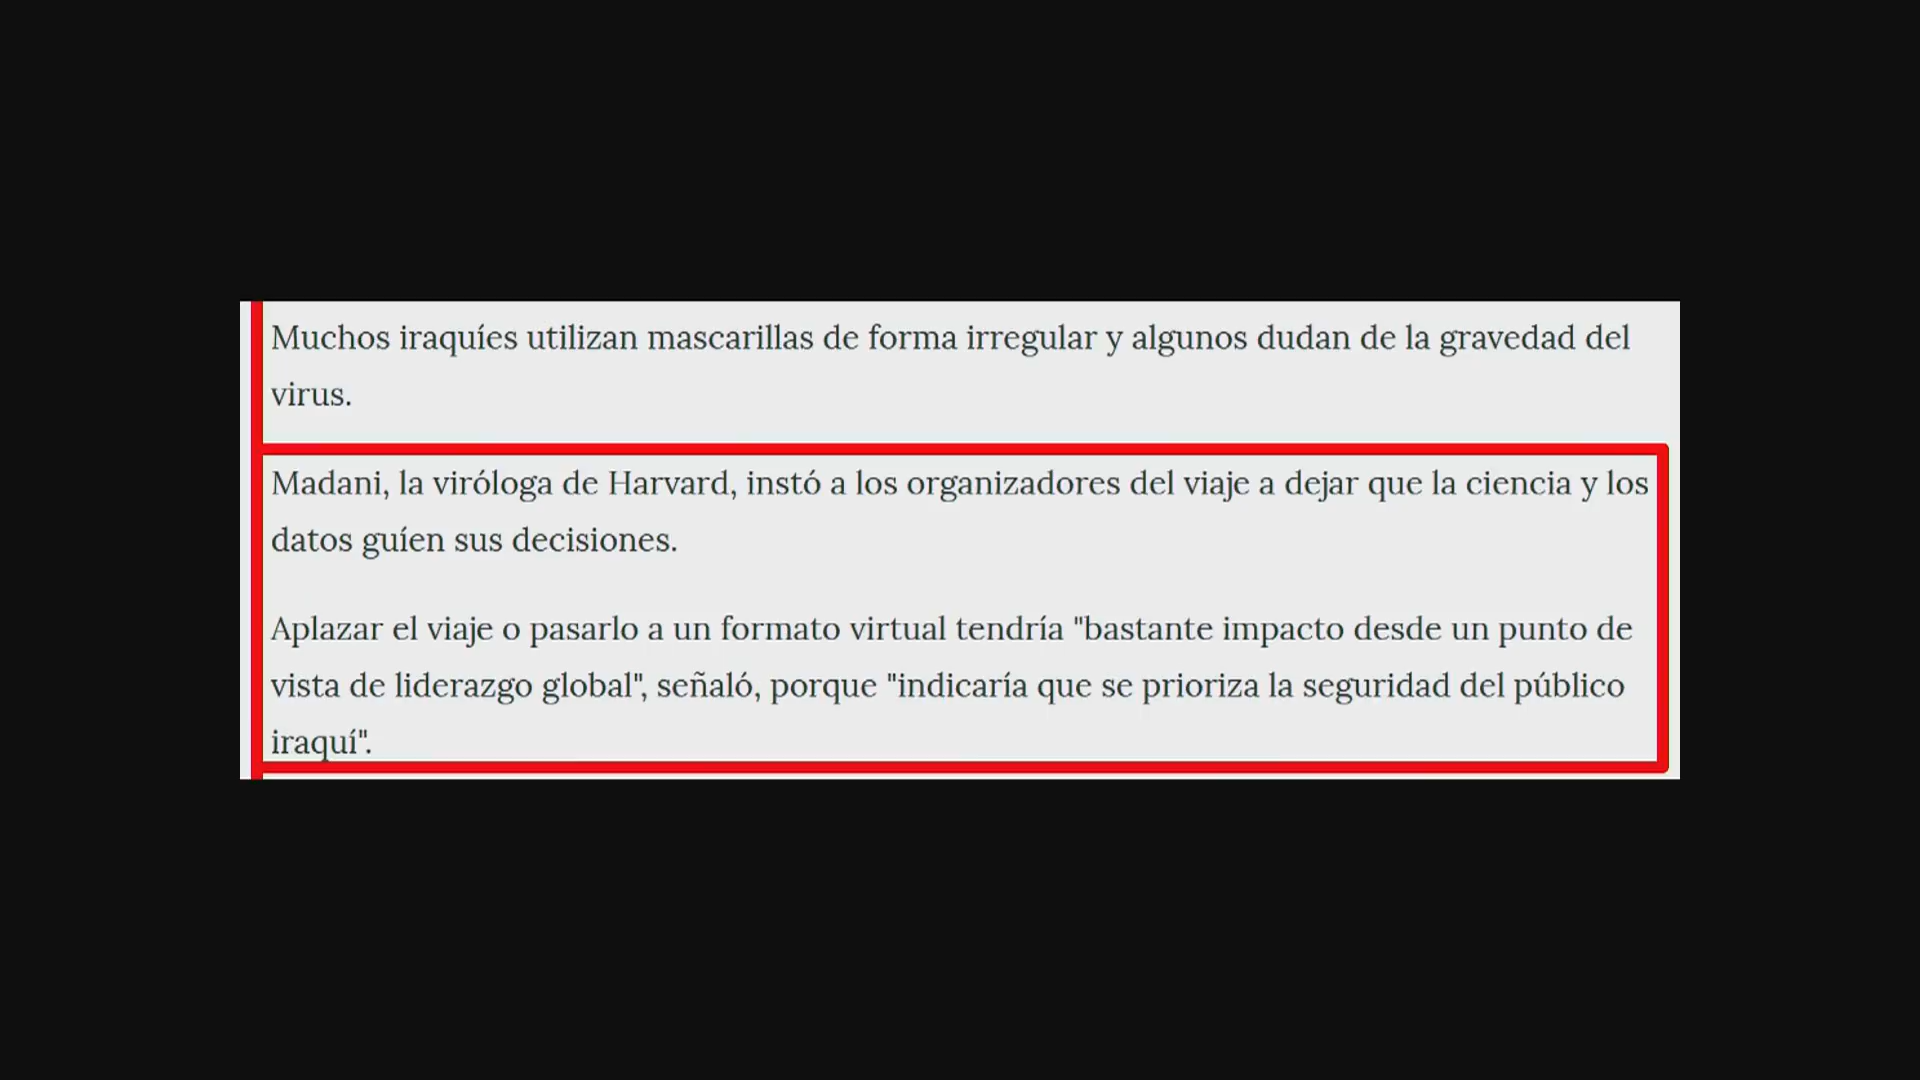 Muchos iraquíes utilizan mascarillas de forma irregular y algunos dudan de la gravedad del
virus.
Madani, la viróloga de Harvard, instó a los organizadores del viaje a dejar que la ciencia y los
datos guíen sus decisiones.
Aplazar el viaje o pasarlo a un formato virtual tendría "bastante impacto desde un punto de
vista de liderazgo global", señaló, porque "indicaría que se prioriza la seguridad del público
iraquí".